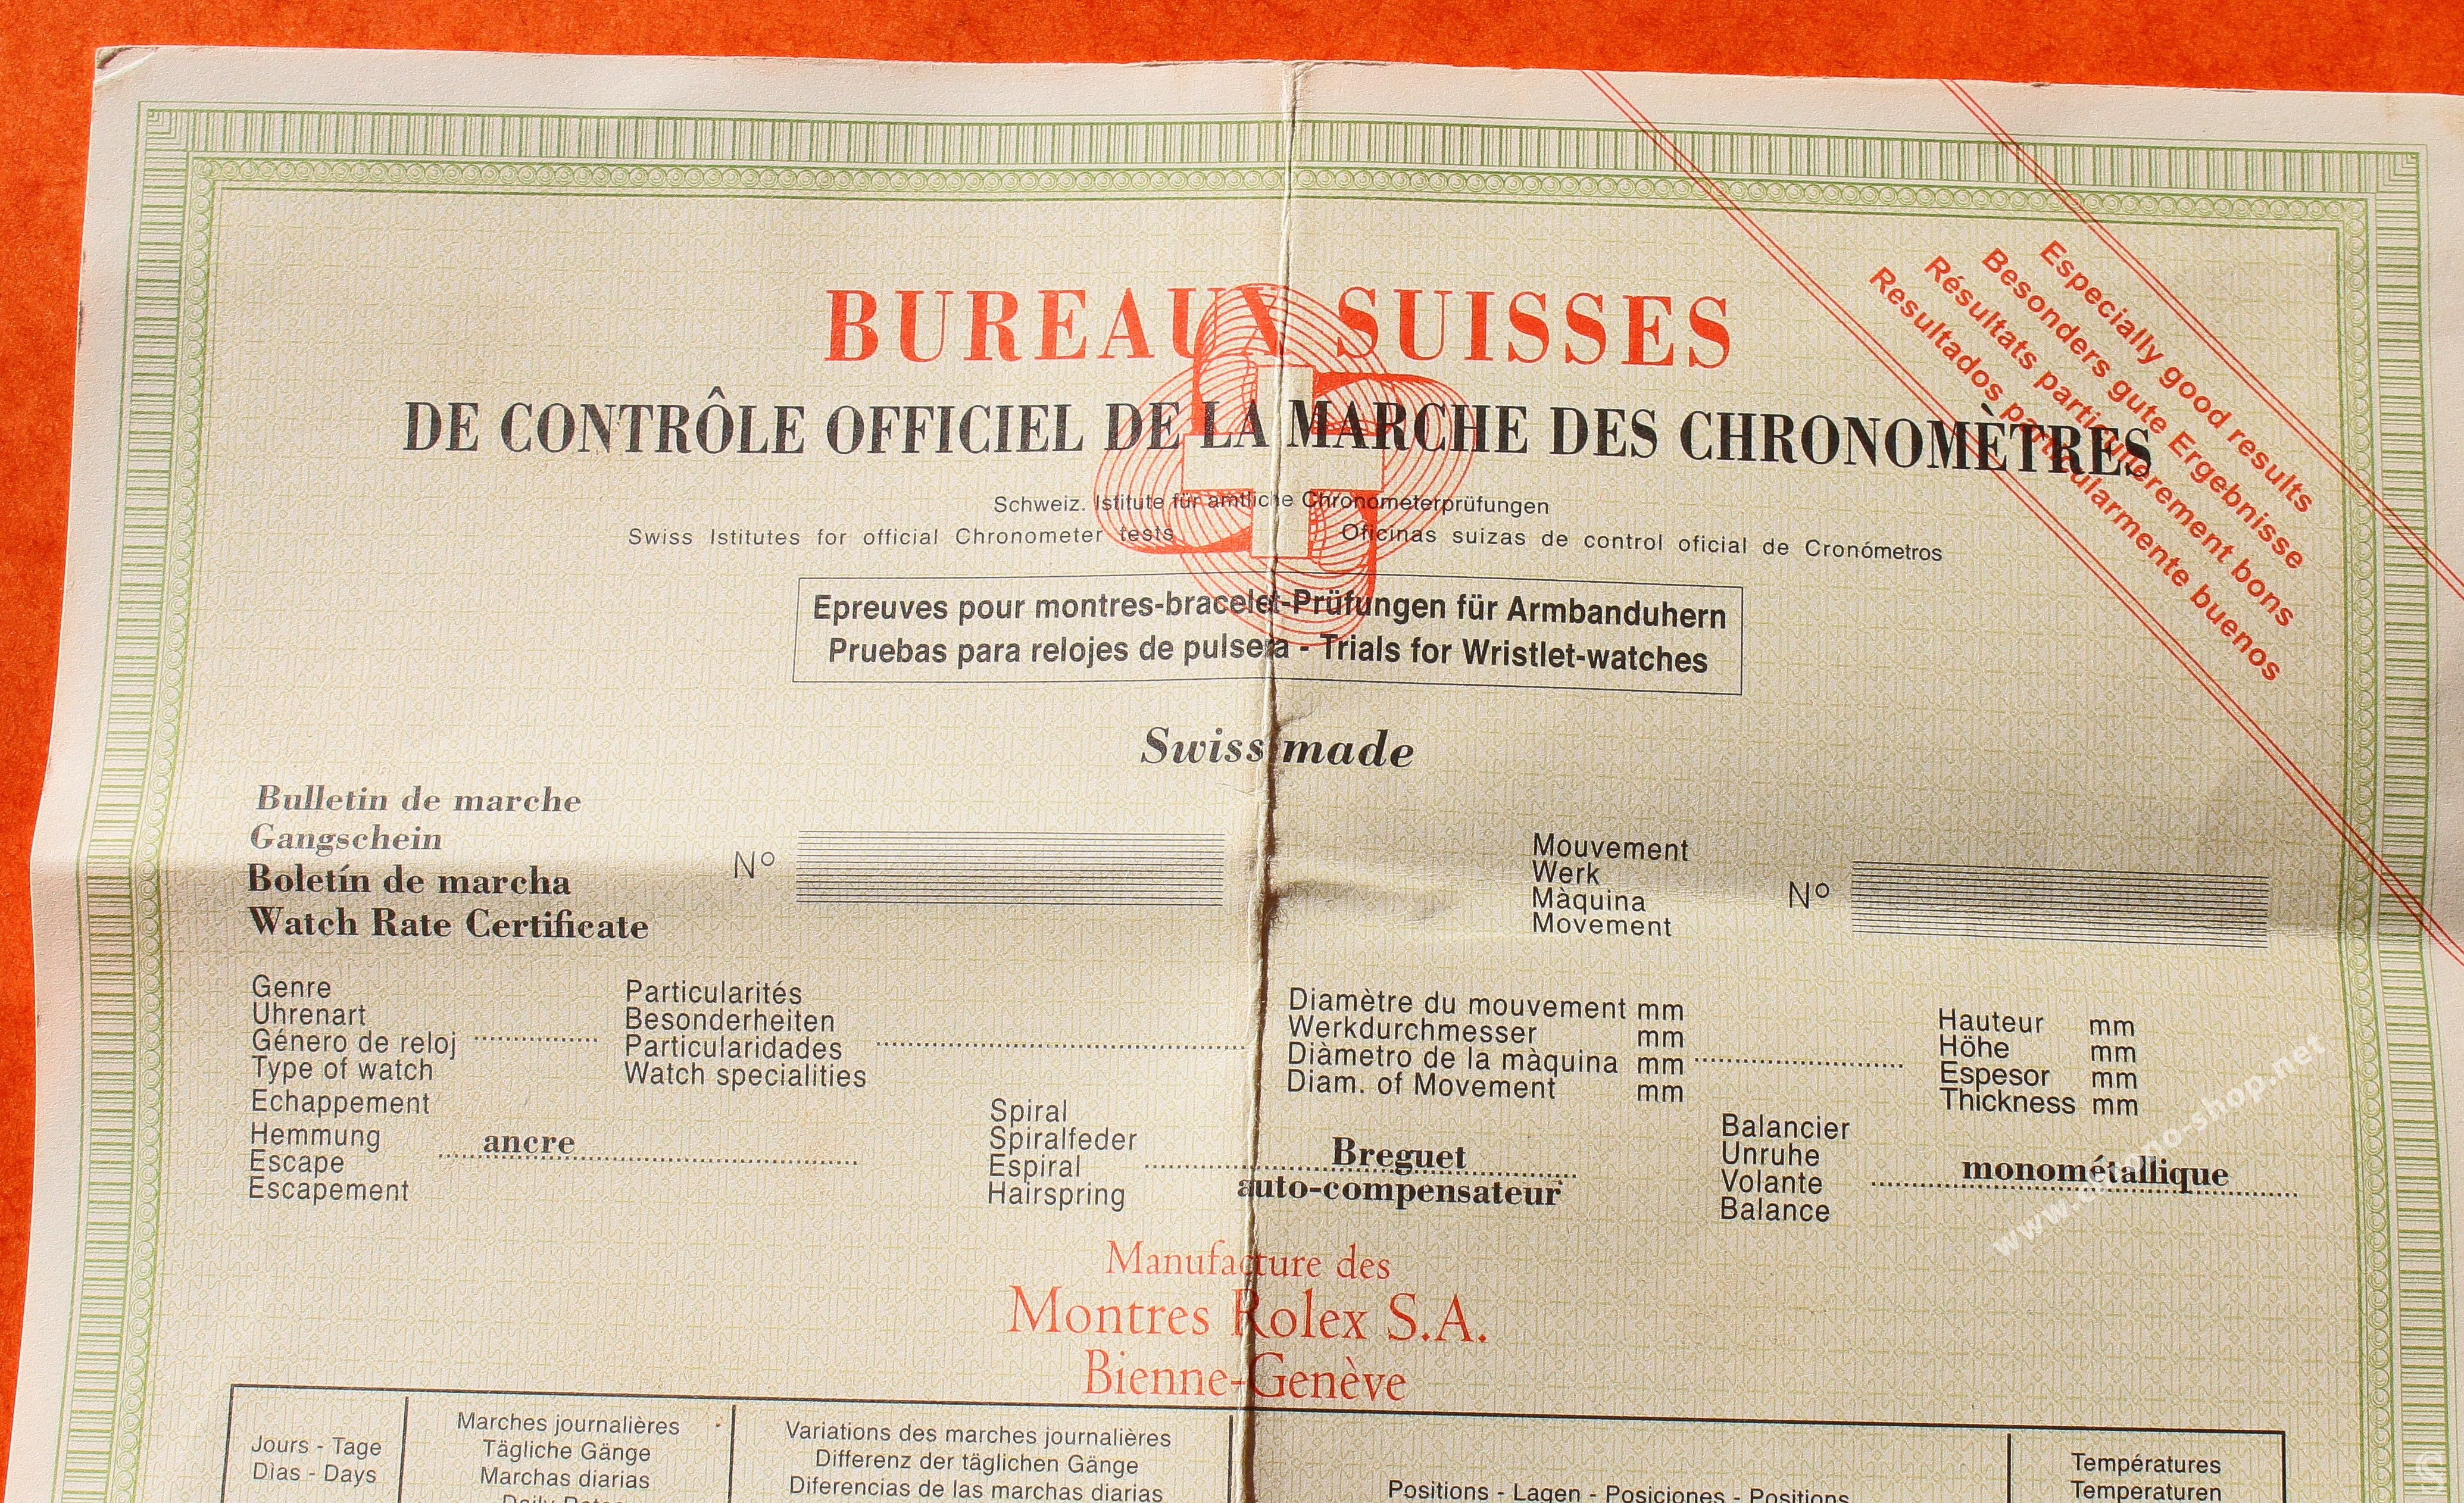 BUREAUX SUISSES
DE CONTRÔLE OFFICIEL DE LA MARCHE DES CHRONOMÈTRES
Schweiz. Istitute für amtliche Chronometerprüfungen
Swiss Istitutes for official Chronometer tests
Oficinas suizas de control oficial de Cronómetros
Especially good results
Besonders gute Ergebnisse
Résultats particulièrement bons
Resultados particularmente buenos
Epreuves pour montres-bracelet-Prüfungen für Armbanduhern
Pruebas para relojes de pulsera - Trials for Wristlet-watches
Swiss made
Bulletin de marche
Gangschein
Boletín de marcha
Watch Rate Certificate
Nº
Mouvement
Werk
Màquina
Movement
Nº
Genre
Uhrenart
Género de reloj
Type of watch
Particularités
Besonderheiten
Particularidades
Watch specialities
Diamètre du mouvement mm
Werkdurchmesser mm
Diàmetro de la màquina mm
Diam. of Movement mm
Hauteur mm
Höhe mm
Espesor mm
Thickness mm
Echappement
Hemmung
Escape
Escapement
ancre
Spiral
Spiralfeder
Espiral
Hairspring
Breguet
auto-compensateur
Balancier
Unruhe
Volante
Balance
monométallique
Manufacture des
Montres Rolex S.A.
Bienne-Genève
Jours - Tage
Dìas - Days
Marches journalières
Tägliche Gänge
Marchas diarias
Daily Rates
Variations des marches journalières
Differenz der täglichen Gänge
Diferencias de las marchas diarias
Positions - Lagen - Posiciones - Positions
Températures
Temperaturen